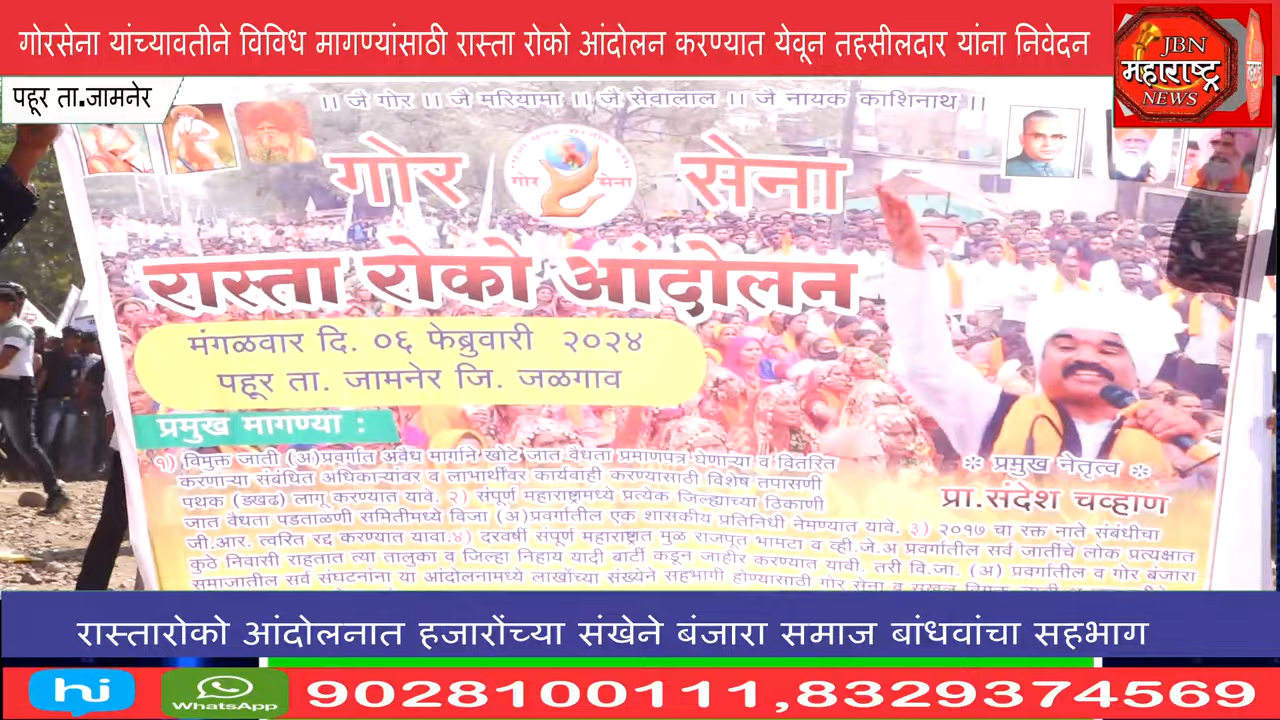 गोरसेना यांच्यावतीने विविध मागण्यांसाठी रास्ता रोको आंदोलन करण्यात येवून तहसीलदार यांना निवेदन
JBN
महाराष्ट्र
NEWS
पहूर ता.जामनेर
।। जै गोर ।। जै मरियामा ।। जै सेवालाल ।। जै नायक काशिनाथ ।।
गोर सेना
गोर सेना
रास्ता रोको आंदोलन
मंगळवार दि. ०६ फेब्रुवारी २०२४
पहूर ता. जामनेर जि. जळगाव
प्रमुख मागण्या :
१) विमुक्त जाती (अ)प्रवर्गात अवैध मार्गाने खोटे जात वैधता प्रमाणपत्र घेणाऱ्या व वितरित
करणाऱ्या संबंधित अधिकाऱ्यांवर व लाभार्थीवर कार्यवाही करण्यासाठी विशेष तपासणी
पथक (डखढ) लागू करण्यात यावे. २) संपूर्ण महाराष्ट्रामध्ये प्रत्येक जिल्ह्याच्या ठिकाणी
जात वैधता पडताळणी समितीमध्ये विजा (अ)प्रवर्गातील एक शासकीय प्रतिनिधी नेमण्यात यावे. ३) २०१७ चा रक्त नाते संबंधीचा
जी.आर. त्वरित रद्द करण्यात यावा.४) दरवर्षी संपूर्ण महाराष्ट्रात मुळ राजपूत भामटा व व्ही.जे.अ प्रवर्गातील सर्व जातींचे लोक प्रत्यक्षात
कुठे निवासी राहतात त्या तालुका व जिल्हा निहाय यादी बार्टी कडून जाहीर करण्यात यावी. तरी वि.जा. (अ) प्रवर्गातील व गोर बंजारा
समाजातील सर्व संघटनांना या आंदोलनामध्ये लाखोंच्या संख्येने सहभागी होण्यासाठी गोर सेना व
प्रमुख नेतृत्व
प्रा.संदेश चव्हाण
रास्तारोको आंदोलनात हजारोंच्या संखेने बंजारा समाज बांधवांचा सहभाग
hi
WhatsApp
9028100111,8329374569